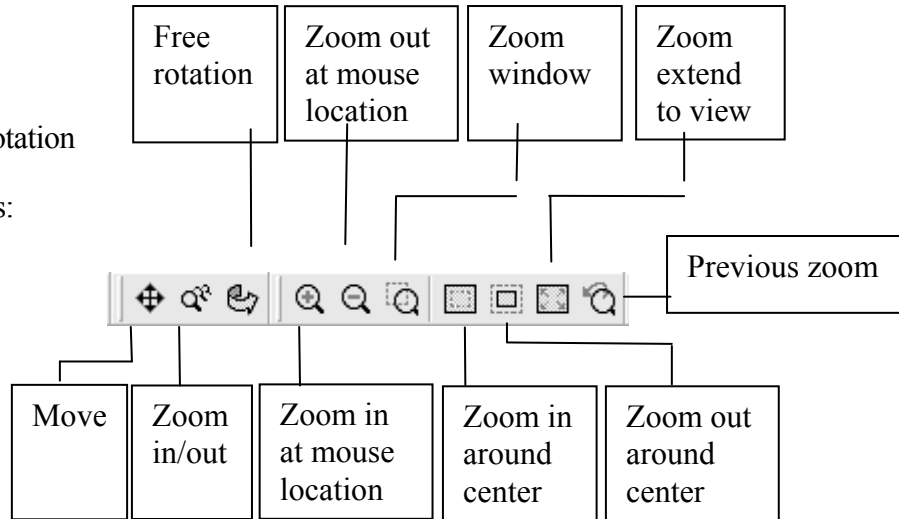 Free
rotation
Zoom out
at mouse
location
Zoom
window
Zoom
extend
to view
s:
Previous zoom
Move
Zoom
in/out
Zoom in
at mouse
location
Zoom in
around
center
Zoom out
around
center